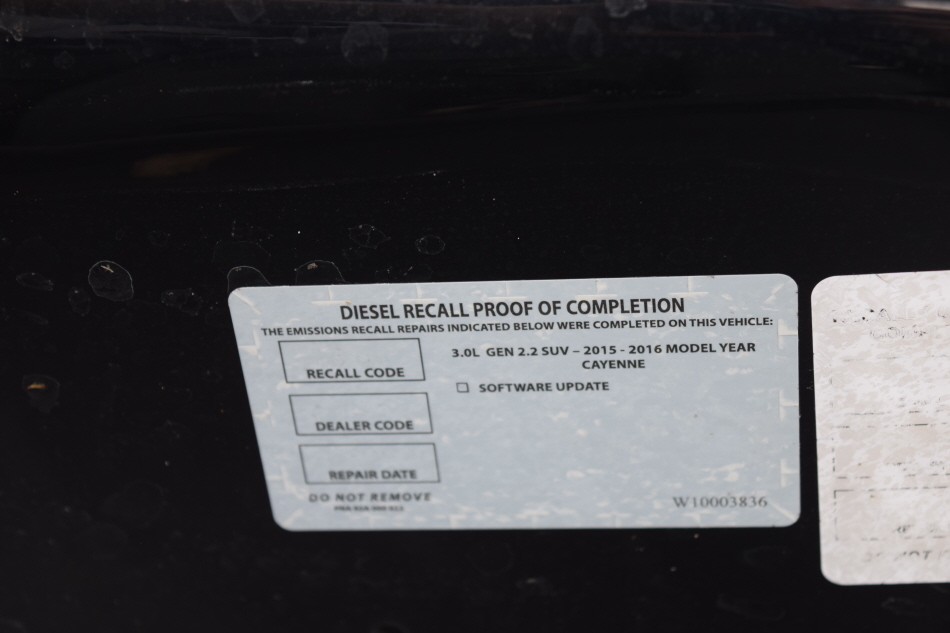 DIESEL RECALL PROOF OF COMPLETION
THE EMISSIONS RECALL REPAIRS INDICATED BELOW WERE COMPLETED ON THIS VEHICLE:
RECALL CODE
3.0L GEN 2.2 SUV – 2015 - 2016 MODEL YEAR
CAYENNE
☐ SOFTWARE UPDATE
DEALER CODE
REPAIR DATE
DO NOT REMOVE
W10003836